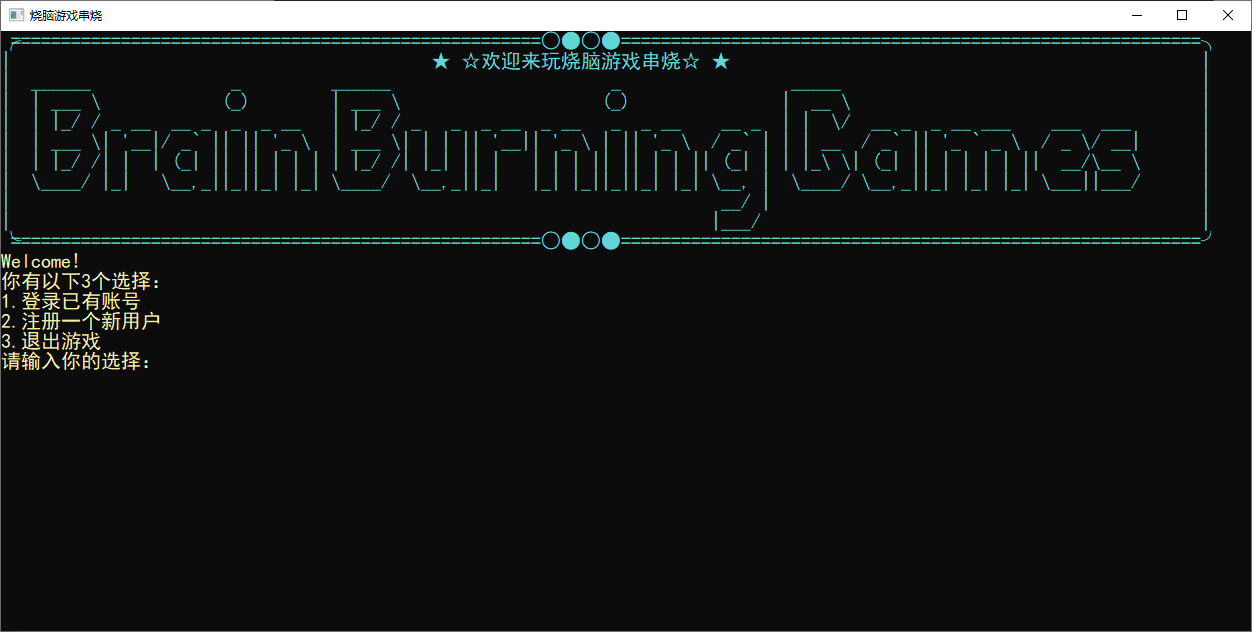 烧脑游戏串烧
★ ☆欢迎来玩烧脑游戏串烧☆ ★
Brain Burning Games
Welcome!
你有以下3个选择：
1.登录已有账号
2.注册一个新用户
3.退出游戏
请输入你的选择：